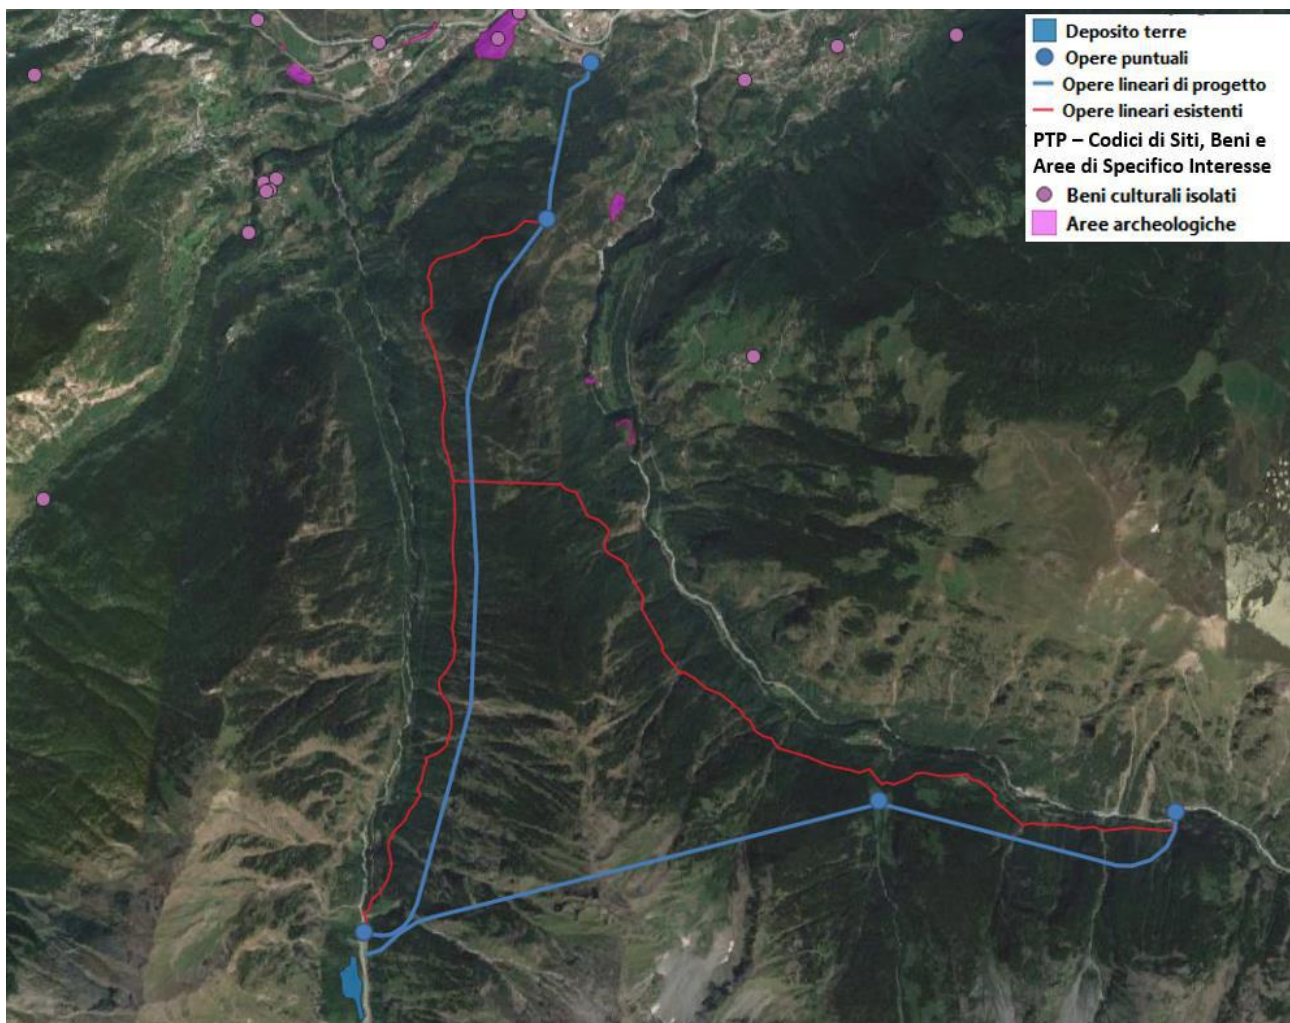 Deposito terre
Opere puntuali
Opere lineari di progetto
Opere lineari esistenti
PTP – Codici di Siti, Beni e
Aree di Specifico Interesse
Beni culturali isolati
Aree archeologiche